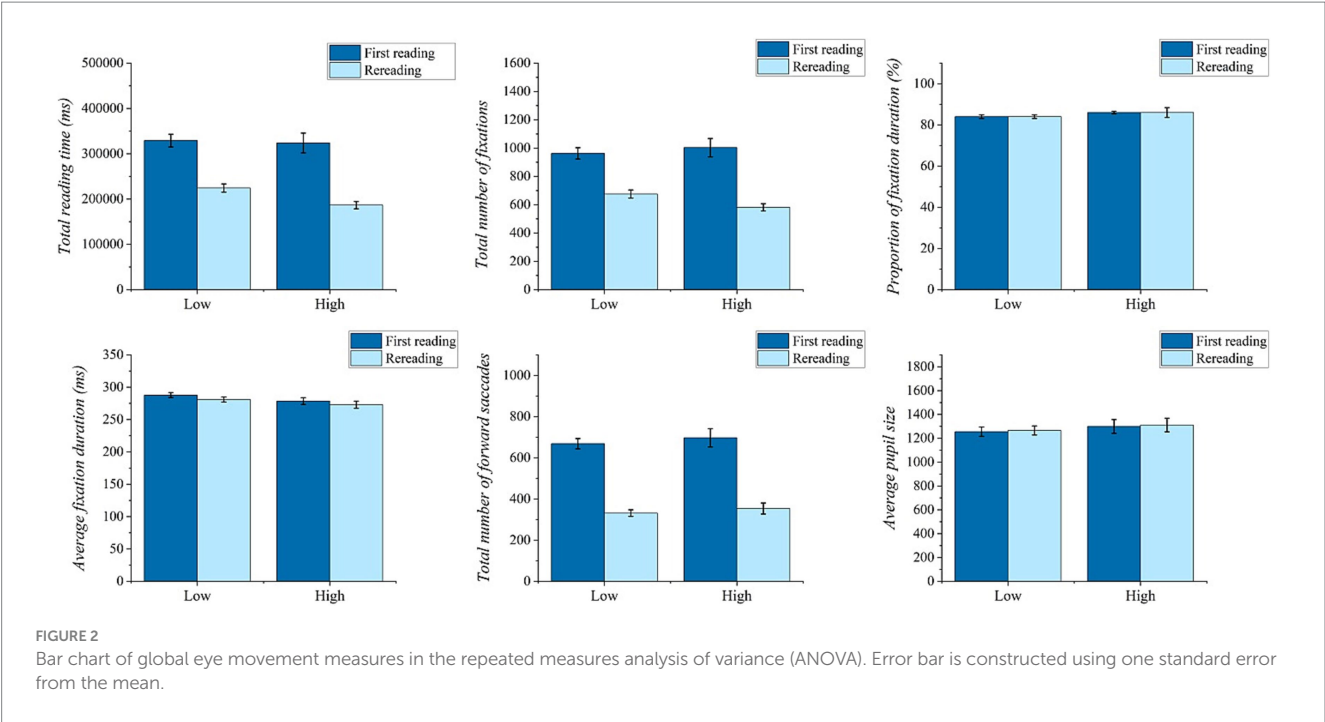 First reading
Rereading
500000
400000
300000
200000
100000
0
Total reading time (ms)
Low
High
First reading
Rereading
1600
1400
1200
1000
800
600
400
200
0
Total number of fixations
Low
High
First reading
Rereading
100
80
60
40
20
0
Proportion of fixation duration (%)
Low
High
First reading
Rereading
350
300
250
200
150
100
50
0
Average fixation duration (ms)
Low
High
First reading
Rereading
1000
800
600
400
200
0
Total number of forward saccades
Low
High
First reading
Rereading
1800
1600
1400
1200
1000
800
600
400
200
0
Average pupil size
Low
High
FIGURE 2
Bar chart of global eye movement measures in the repeated measures analysis of variance (ANOVA). Error bar is constructed using one standard error
from the mean.